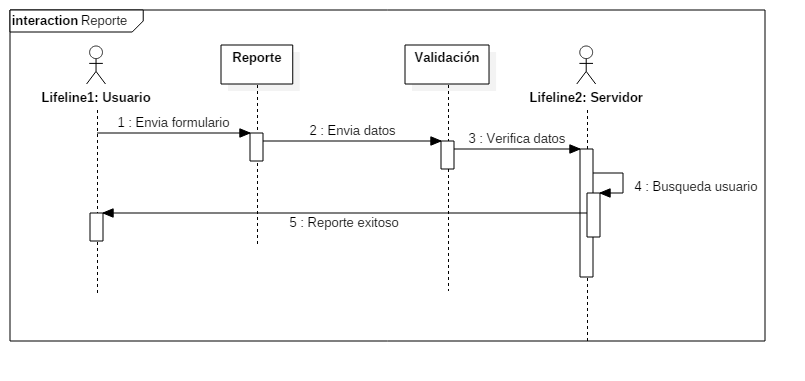 interaction Reporte
Reporte
Validación
Lifeline1: Usuario
Lifeline2: Servidor
1 : Envia formulario
2 : Envia datos
3 : Verifica datos
4 : Busqueda usuario
5 : Reporte exitoso